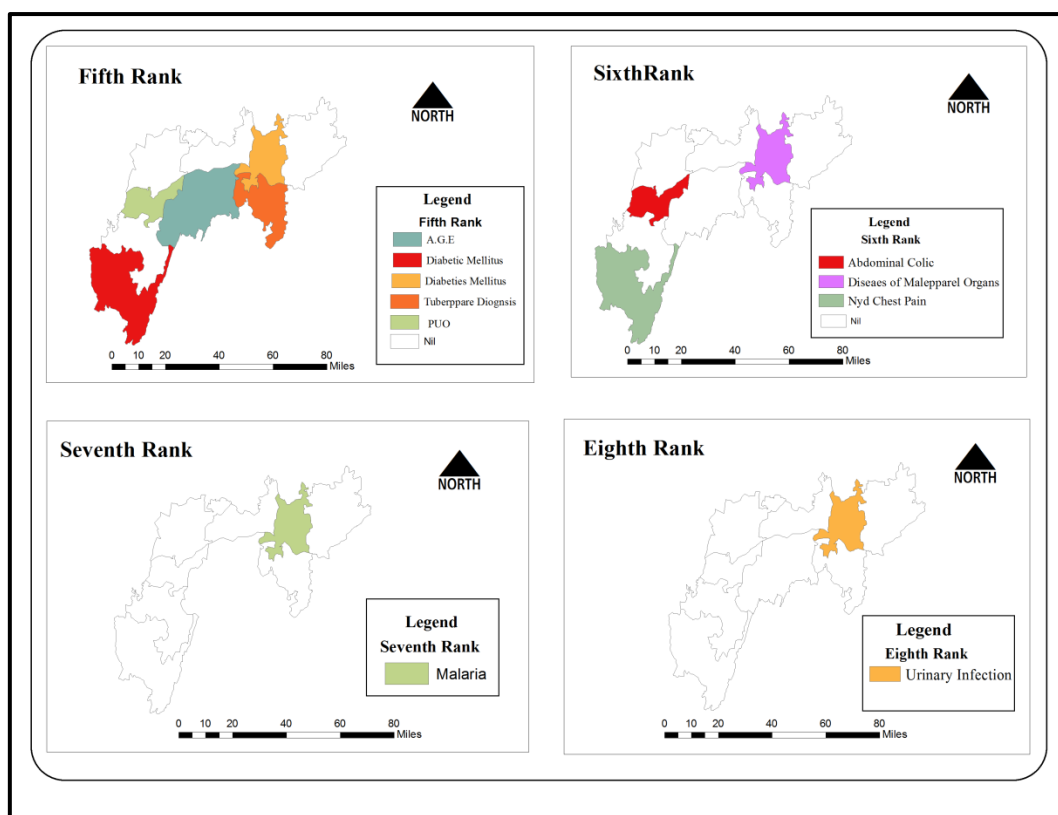 Fifth Rank
NORTH
Legend
Fifth Rank
A.G.E
Diabetic Mellitus
Diabeties Mellitus
Tuberppare Diognsis
PUO
Nil
0 10 20 40 60 80
Miles
SixthRank
NORTH
Legend
Sixth Rank
Abdominal Colic
Diseaes of Malepparel Organs
Nyd Chest Pain
Nil
0 10 20 40 60 80
Miles
Seventh Rank
NORTH
Legend
Seventh Rank
Malaria
0 10 20 40 60 80
Miles
Eighth Rank
NORTH
Legend
Eighth Rank
Urinary Infection
0 10 20 40 60 80
Miles